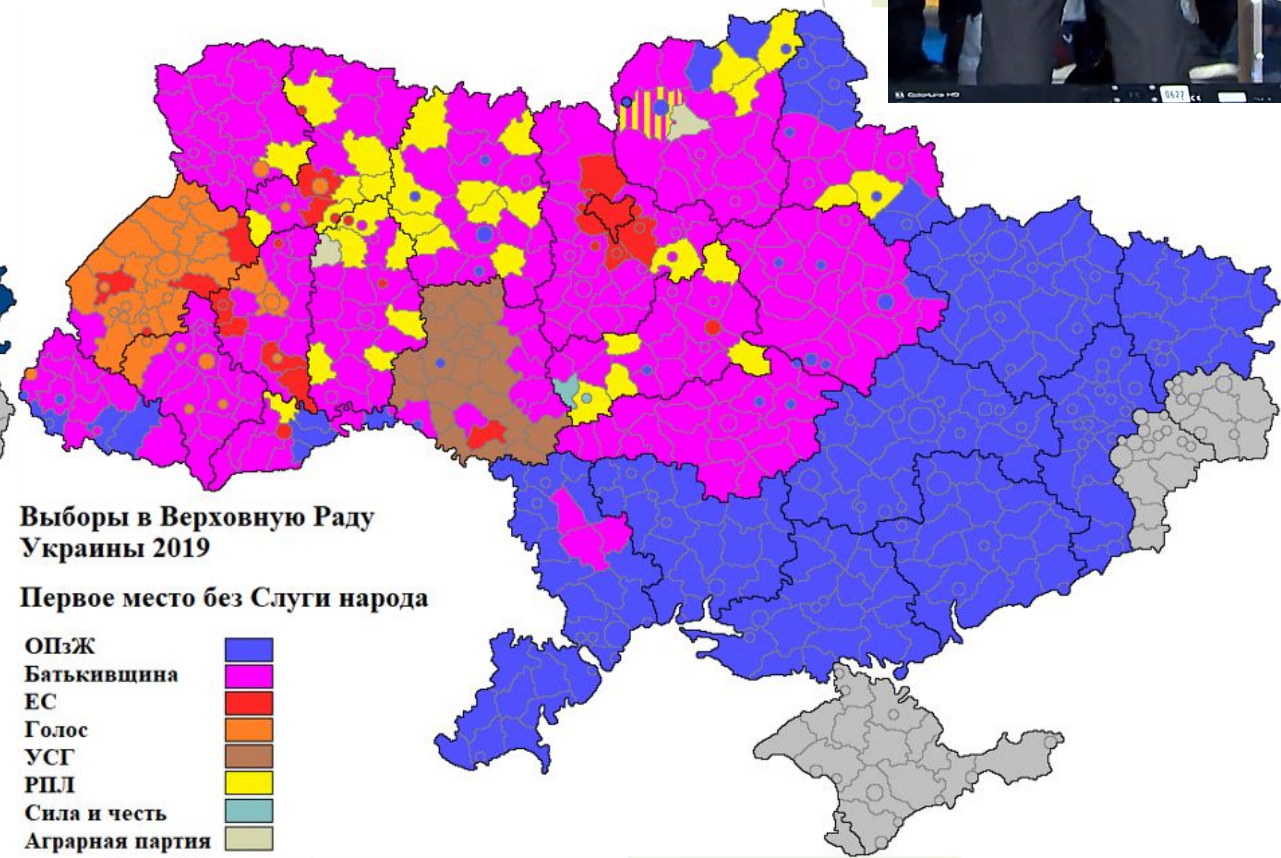 0622
Выборы в Верховную Раду
Украины 2019
Первое место без Слуги народа
ОПзЖ
Батькивщина
ЕС
Голос
УСГ
РПЛ
Сила и честь
Аграрная партия